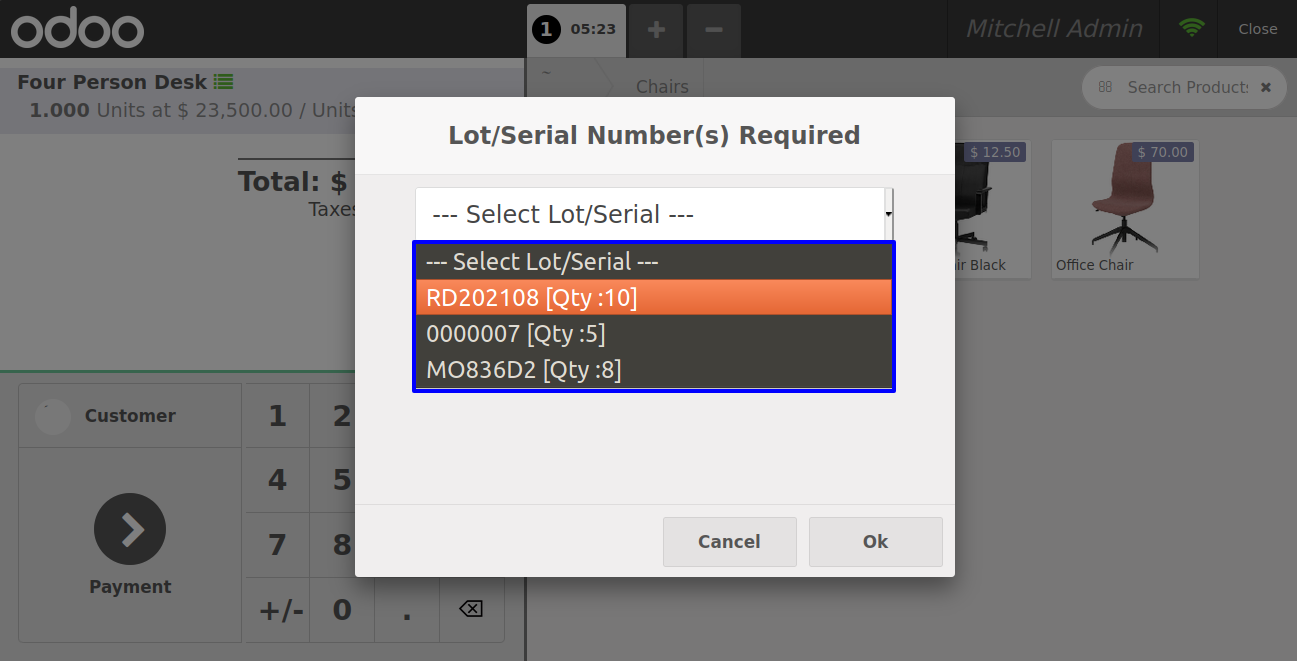 odoo
1 05:23 + −
Mitchell Admin
Close
Four Person Desk
1.000 Units at $ 23,500.00 / Units
Total: $
Taxes
~
Chairs
Search Products
$ 12.50
ir Black
$ 70.00
Office Chair
Lot/Serial Number(s) Required
--- Select Lot/Serial ---
--- Select Lot/Serial ---
RD202108 [Qty :10]
0000007 [Qty :5]
MO836D2 [Qty :8]
Cancel
Ok
Customer
Payment
1 2
4 5
7 8
+/- 0 .